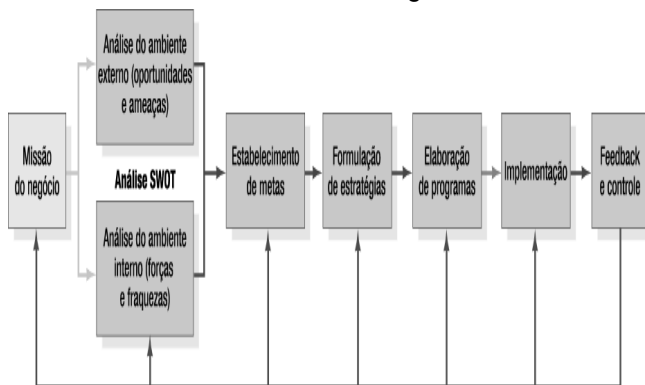 Análise do ambiente
externo (oportunidades
e ameaças)
Missão
do negócio
Análise SWOT
Análise do ambiente
interno (forças
e fraquezas)
Estabelecimento
de metas
Formulação
de estratégias
Elaboração
de programas
Implementação
Feedback
e controle